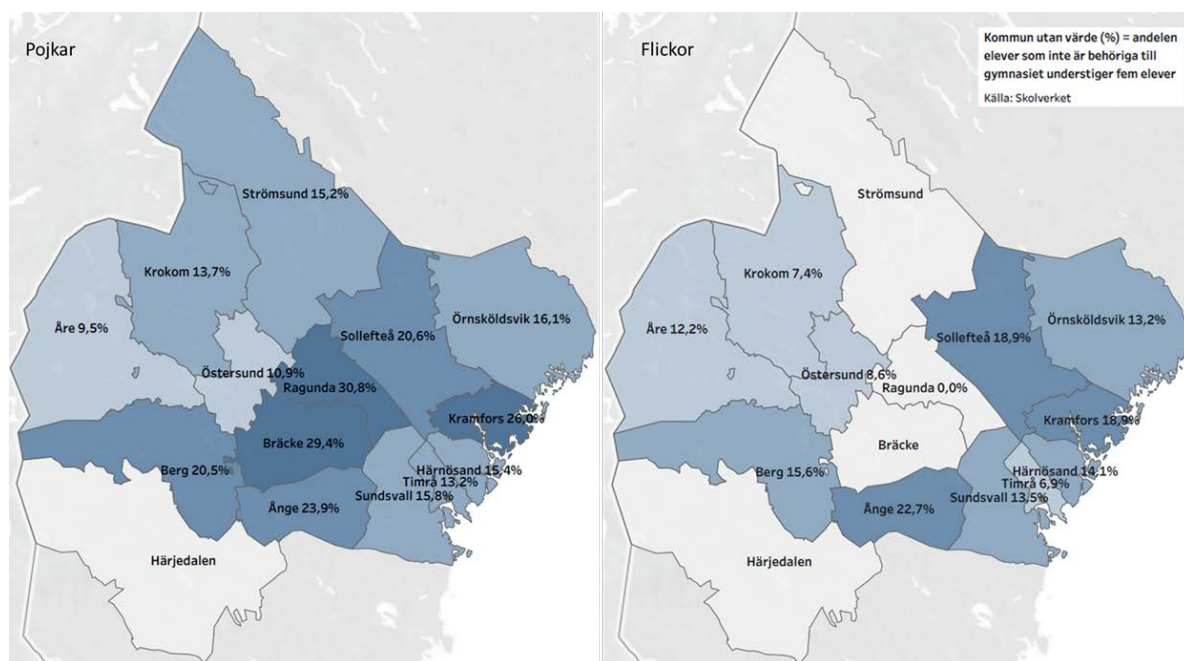 Pojkar
Strömsund 15,2%
Krokom 13,7%
Örnsköldsvik 16,1%
Åre 9,5%
Sollefteå 20,6%
Östersund 10,9%
Ragunda 30,8%
Kramfors 26,0%
Bräcke 29,4%
Berg 20,5%
Härnösand 15,4%
Timrå 13,2%
Sundsvall 15,8%
Ånge 23,9%
Härjedalen
Flickor
Kommun utan värde (%) = andelen
elever som inte är behöriga till
gymnasiet understiger fem elever
Källa: Skolverket
Strömsund
Krokom 7,4%
Örnsköldsvik 13,2%
Åre 12,2%
Sollefteå 18,9%
Östersund 8,6%
Ragunda 0,0%
Kramfors 18,9%
Bräcke
Berg 15,6%
Härnösand 14,1%
Timrå 6,9%
Sundsvall 13,5%
Ånge 22,7%
Härjedalen